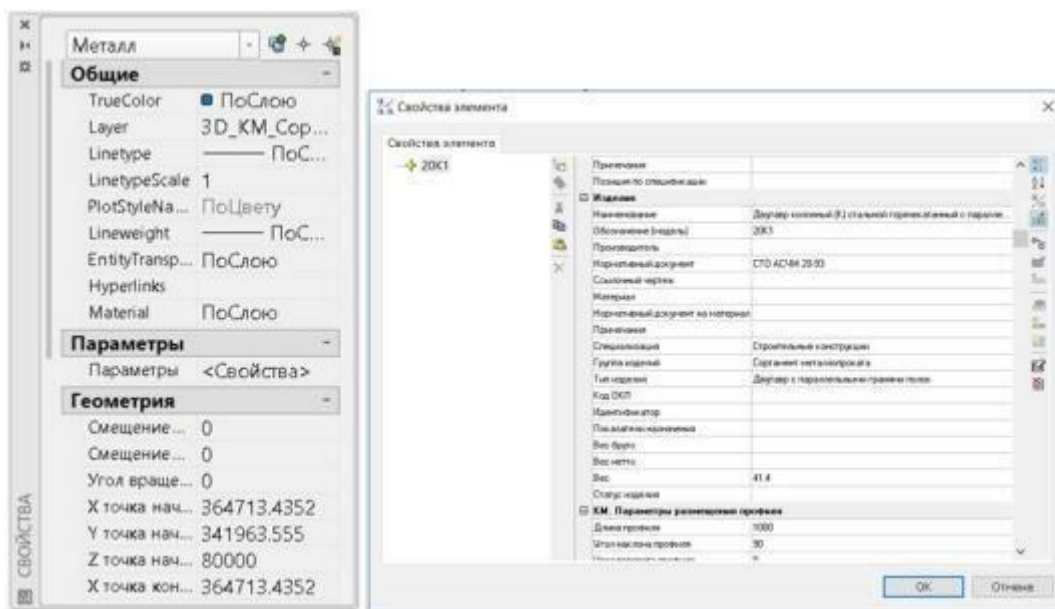 Металл
Общие
TrueColor ПоСлою
Layer 3D_KM_Cop...
Linetype ПоС...
LinetypeScale 1
PlotStyleNa... ПоЦвету
Lineweight ПоС...
EntityTransp... ПоСлою
Hyperlinks
Material ПоСлою
Параметры
Параметры <Свойства>
Геометрия
Смещение... 0
Смещение... 0
Угол враще... 0
X точка нач... 364713.4352
Y точка нач... 341963.555
Z точка нач... 80000
X точка кон... 364713.4352
СВОЙСТВА
Свойства элемента
Свойства элемента
20К1
Примечание
Позиция по спецификации
Изделие
Наименование Двутавр колонный (К) стальной горячекатаный с паралле...
Обозначение (модель) 20К1
Производитель
Нормативный документ СТО АСЧМ 20-93
Ссылочный чертеж
Материал
Нормативный документ на материал
Примечания
Специализация Строительные конструкции
Группа изделий Сортамент металлопроката
Тип изделия Двутавр с параллельными гранями полок
Код ОКП
Идентификатор
Показатели назначения
Вес брутто
Вес нетто
Вес 41.4
Статус изделия
КМ. Параметры размещения профиля
Длина профиля 1000
Угол наклона профиля 90
OK Отмена